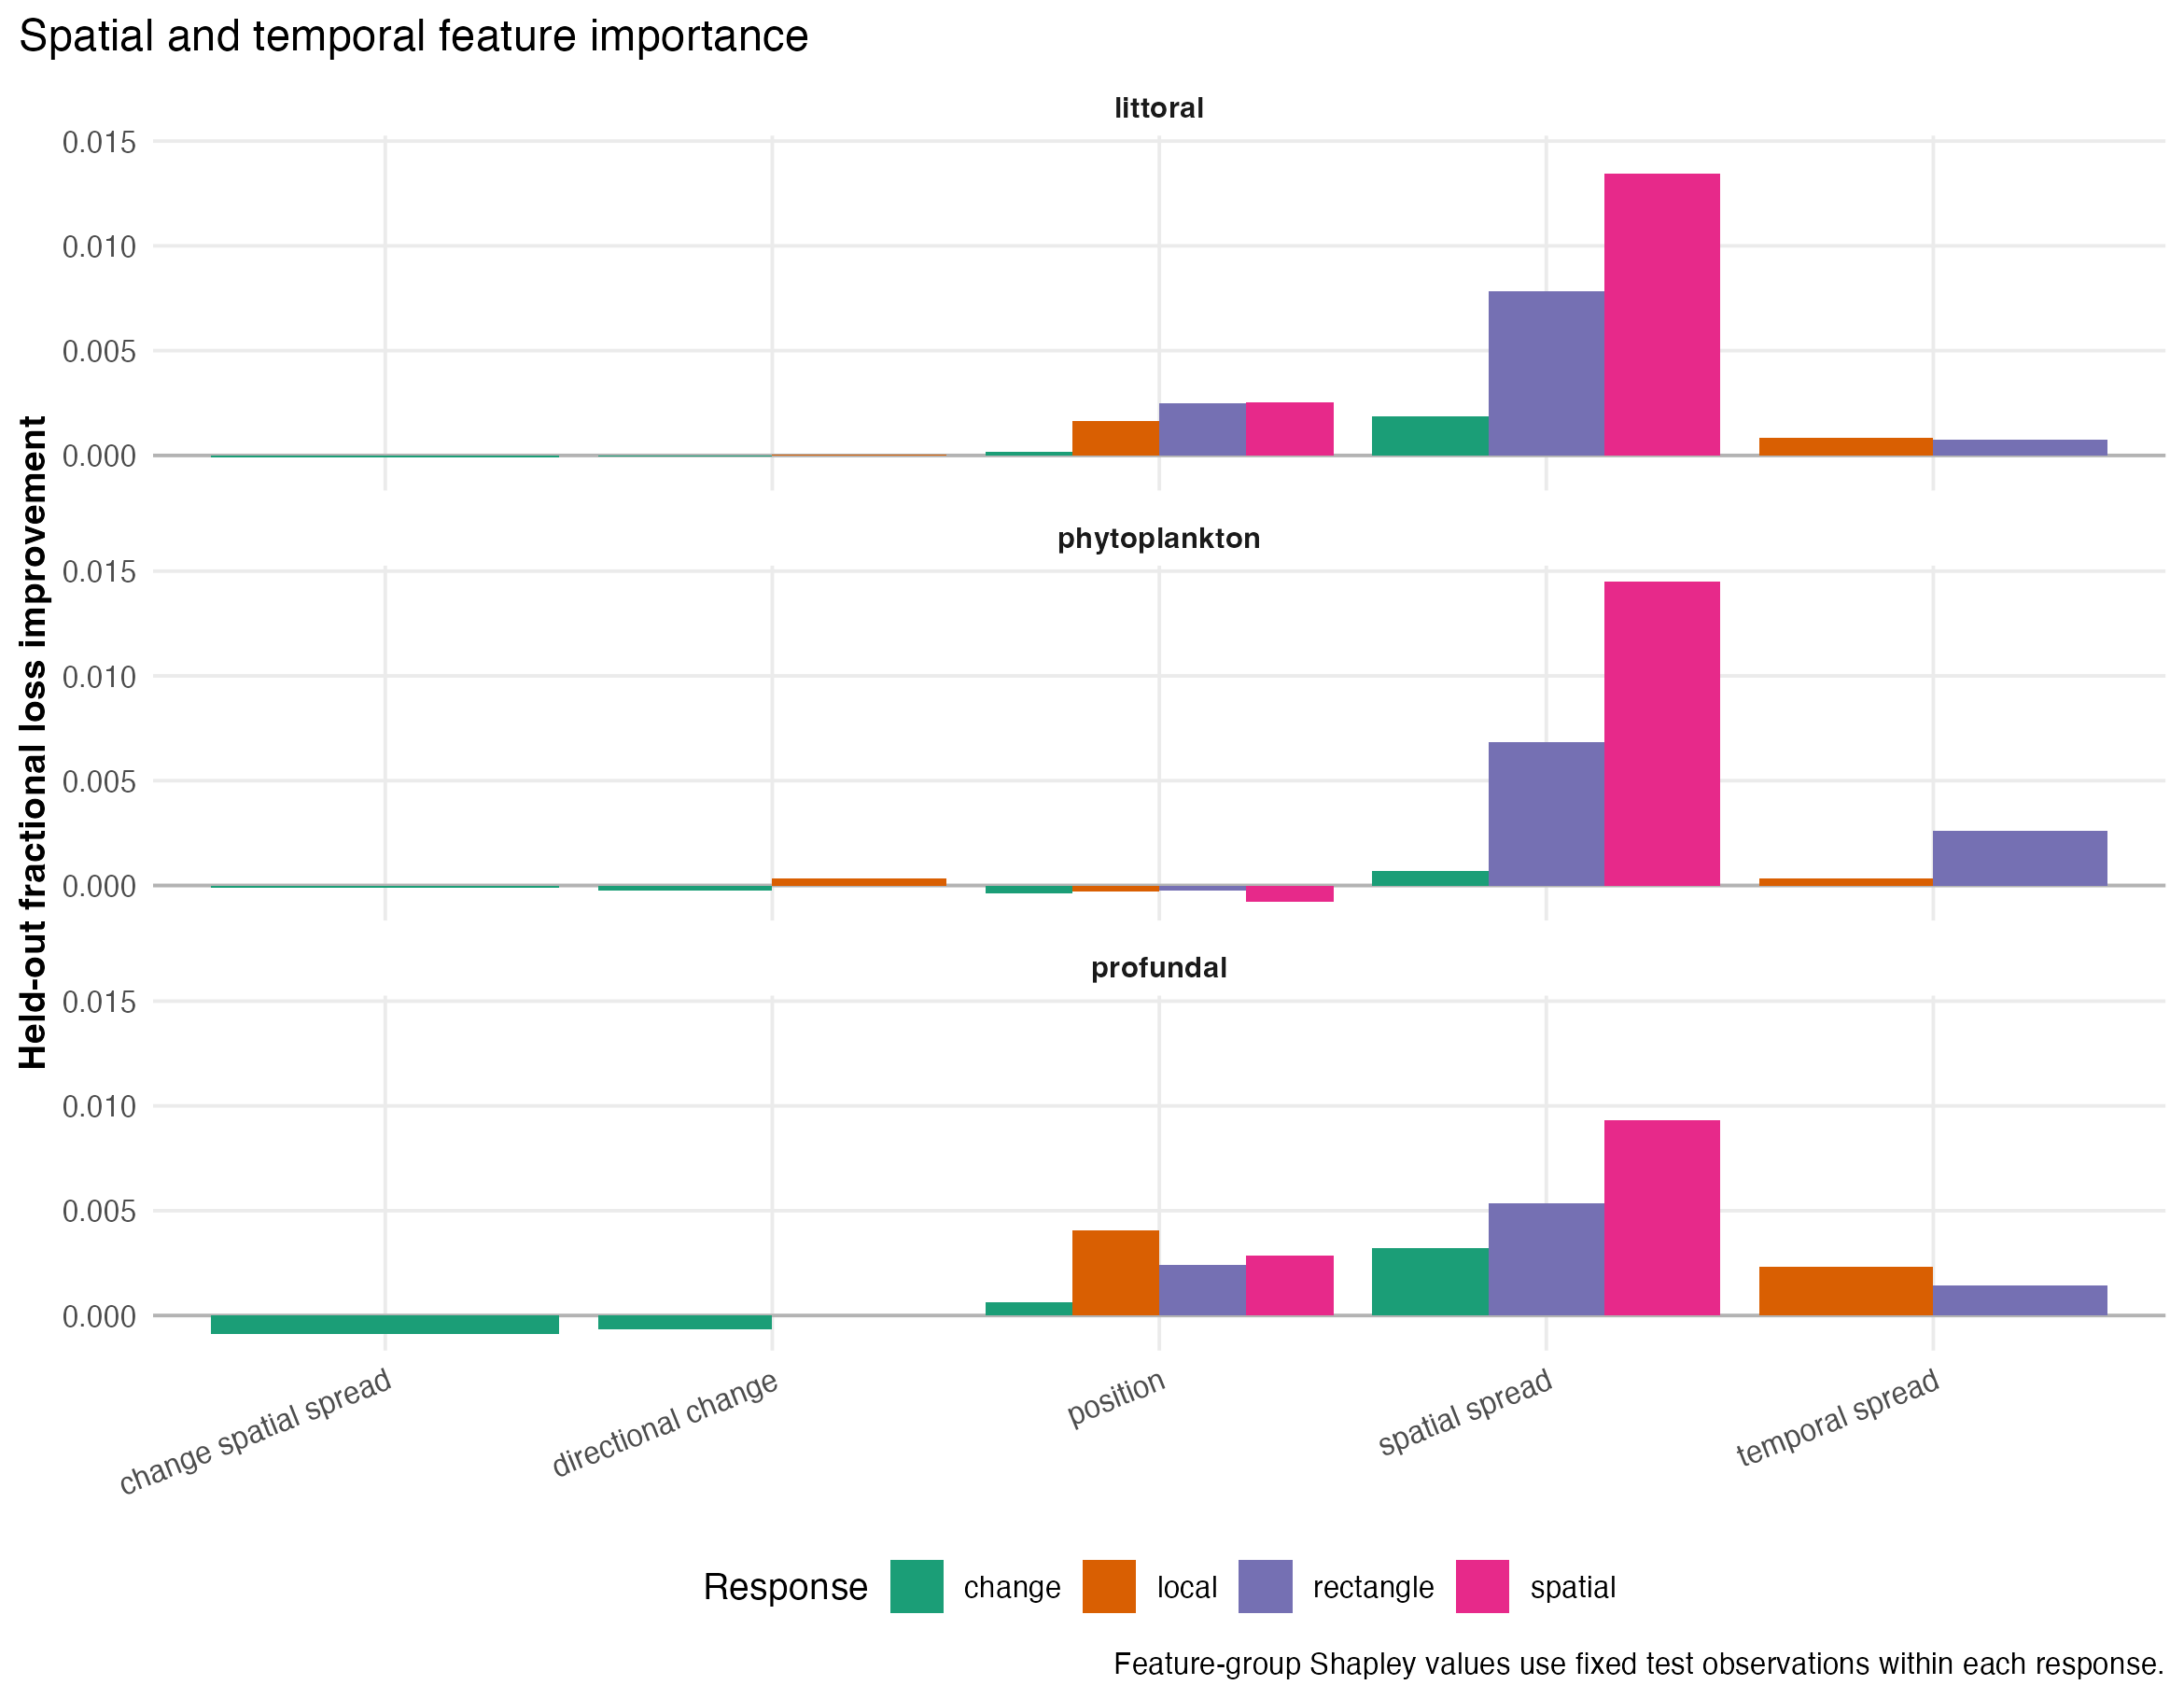 Spatial and temporal feature importance
Held-out fractional loss improvement
littoral
0.015
0.010
0.005
0.000
phytoplankton
0.015
0.010
0.005
0.000
profundal
0.015
0.010
0.005
0.000
change spatial spread
directional change
position
spatial spread
temporal spread
Response change local rectangle spatial
Feature-group Shapley values use fixed test observations within each response.